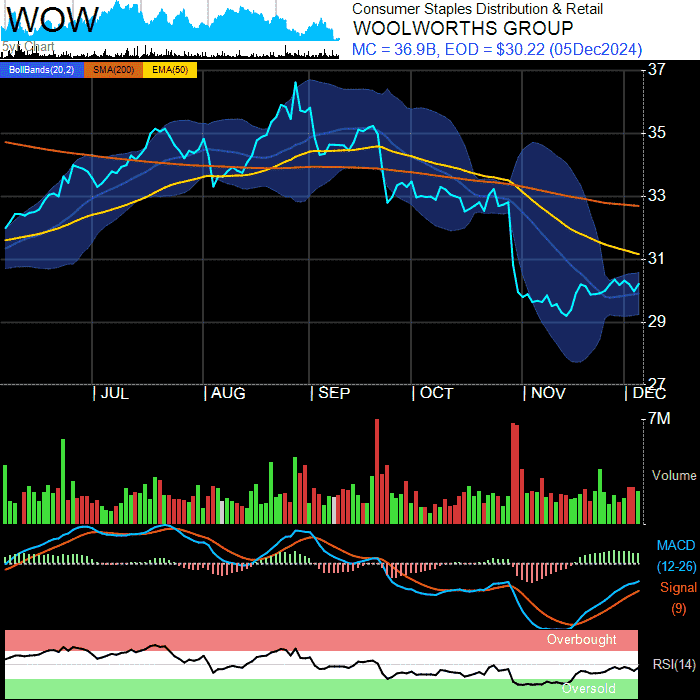 WOW
Consumer Staples Distribution & Retail
WOOLWORTHS GROUP
MC = 36.9B, EOD = $30.22 (05Dec2024)
BollBands(20,2) SMA(200) EMA(50)
37
35
33
31
29
27
JUL AUG SEP OCT NOV DEC
7M
Volume
MACD
(12-26)
Signal
(9)
Overbought
RSI(14)
Oversold